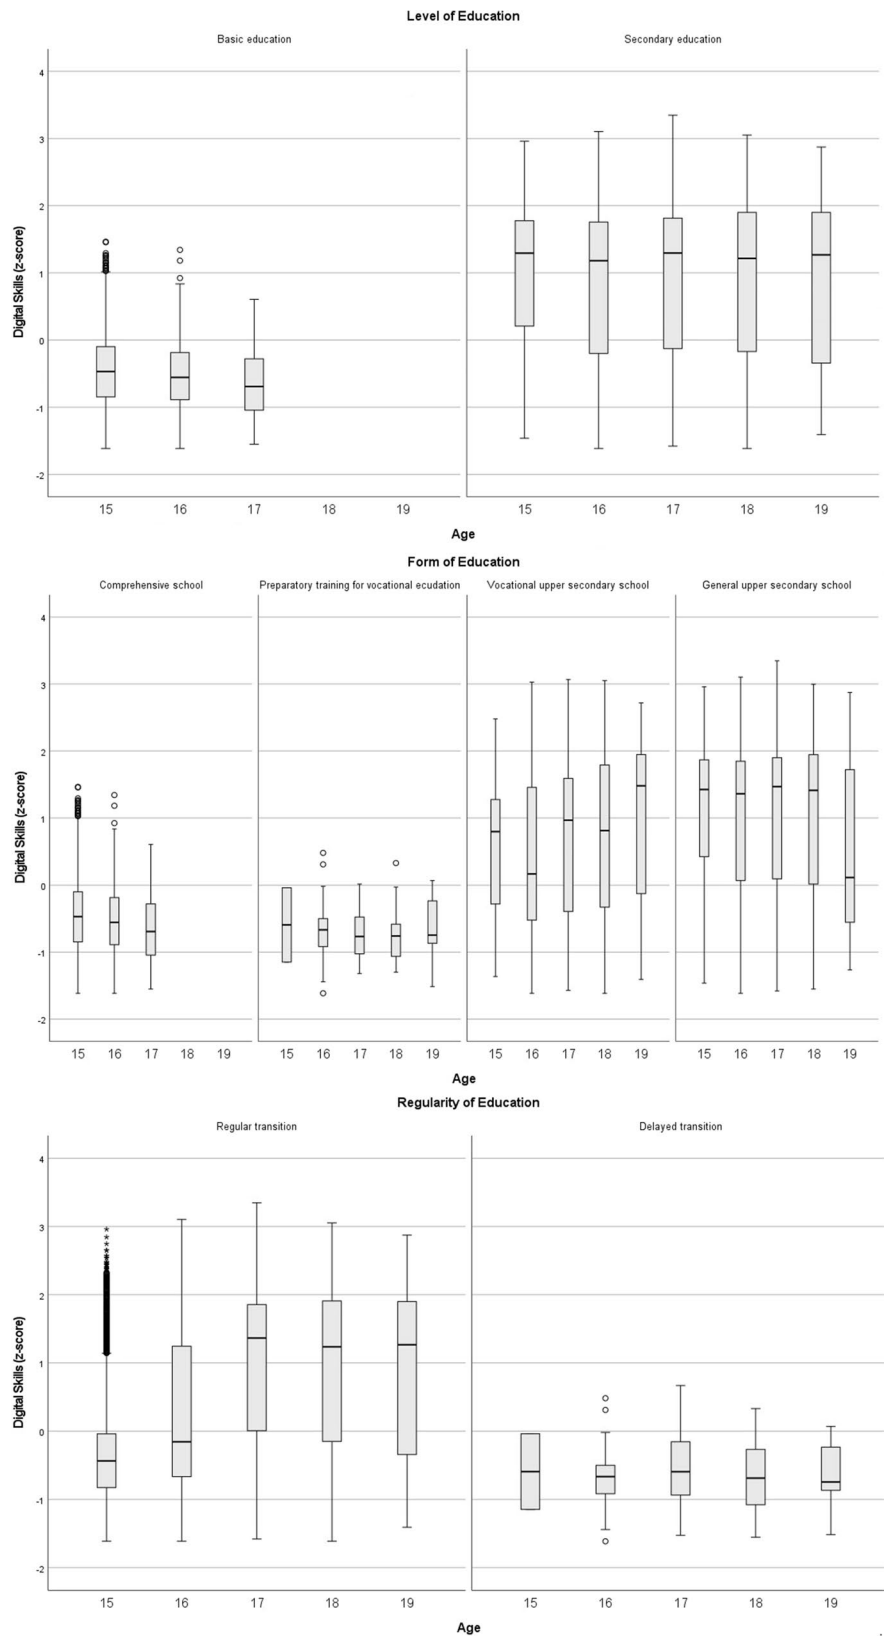 Level of Education
Basic education
Secondary education
4
3
2
1
0
-1
-2
Digital Skills (z-score)
15 16 17 18 19
15 16 17 18 19
Age
Form of Education
Comprehensive school
Preparatory training for vocational ecudation
Vocational upper secondary school
General upper secondary school
4
3
2
1
0
-1
-2
Digital Skills (z-score)
15 16 17 18 19
15 16 17 18 19
15 16 17 18 19
15 16 17 18 19
Age
Regularity of Education
Regular transition
Delayed transition
4
3
2
1
0
-1
-2
Digital Skills (z-score)
15 16 17 18 19
15 16 17 18 19
Age